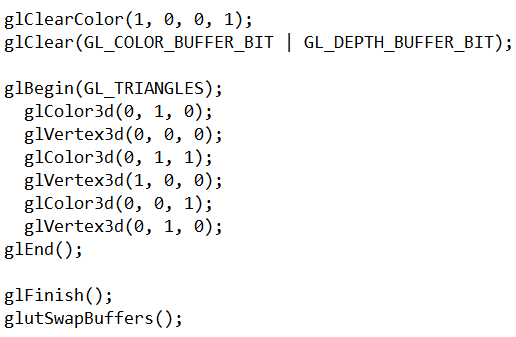 glClearColor(1, 0, 0, 1);
glClear(GL_COLOR_BUFFER_BIT | GL_DEPTH_BUFFER_BIT);

glBegin(GL_TRIANGLES);
  glColor3d(0, 1, 0);
  glVertex3d(0, 0, 0);
  glColor3d(0, 1, 1);
  glVertex3d(1, 0, 0);
  glColor3d(0, 0, 1);
  glVertex3d(0, 1, 0);
glEnd();

glFinish();
glutSwapBuffers();